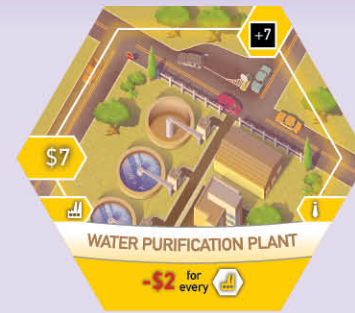 +7
$7
WATER PURIFICATION PLANT
-$2 for
every